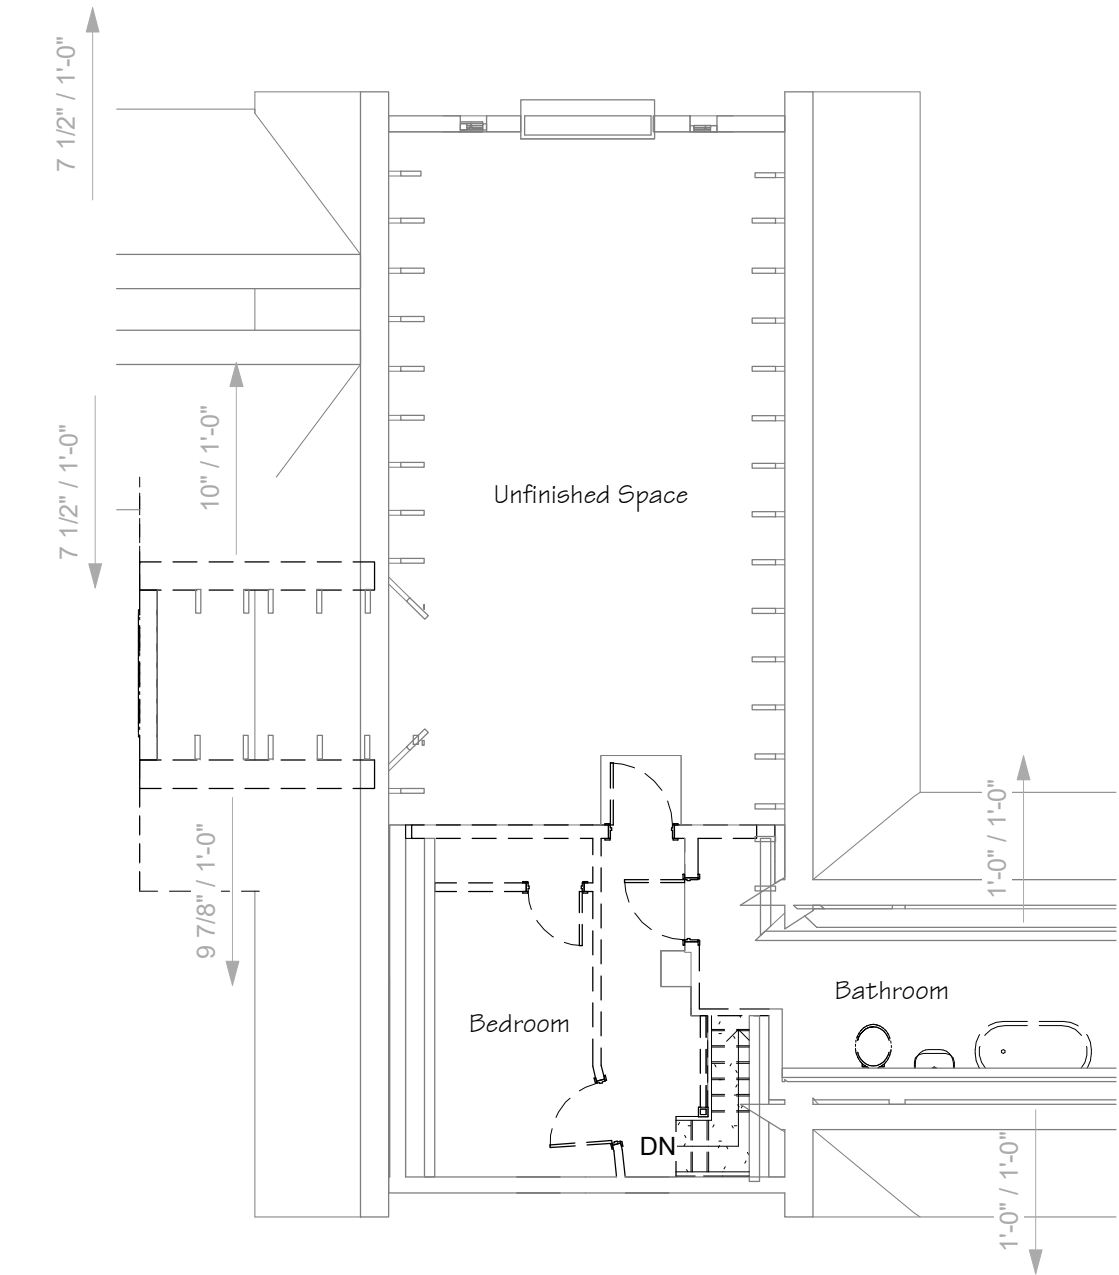 7 1/2" / 1'-0"
7 1/2" / 1'-0"
10" / 1'-0"
Unfinished Space
9 7/8" / 1'-0"
1'-0" / 1'-0"
Bathroom
Bedroom
DN
1'-0" / 1'-0"